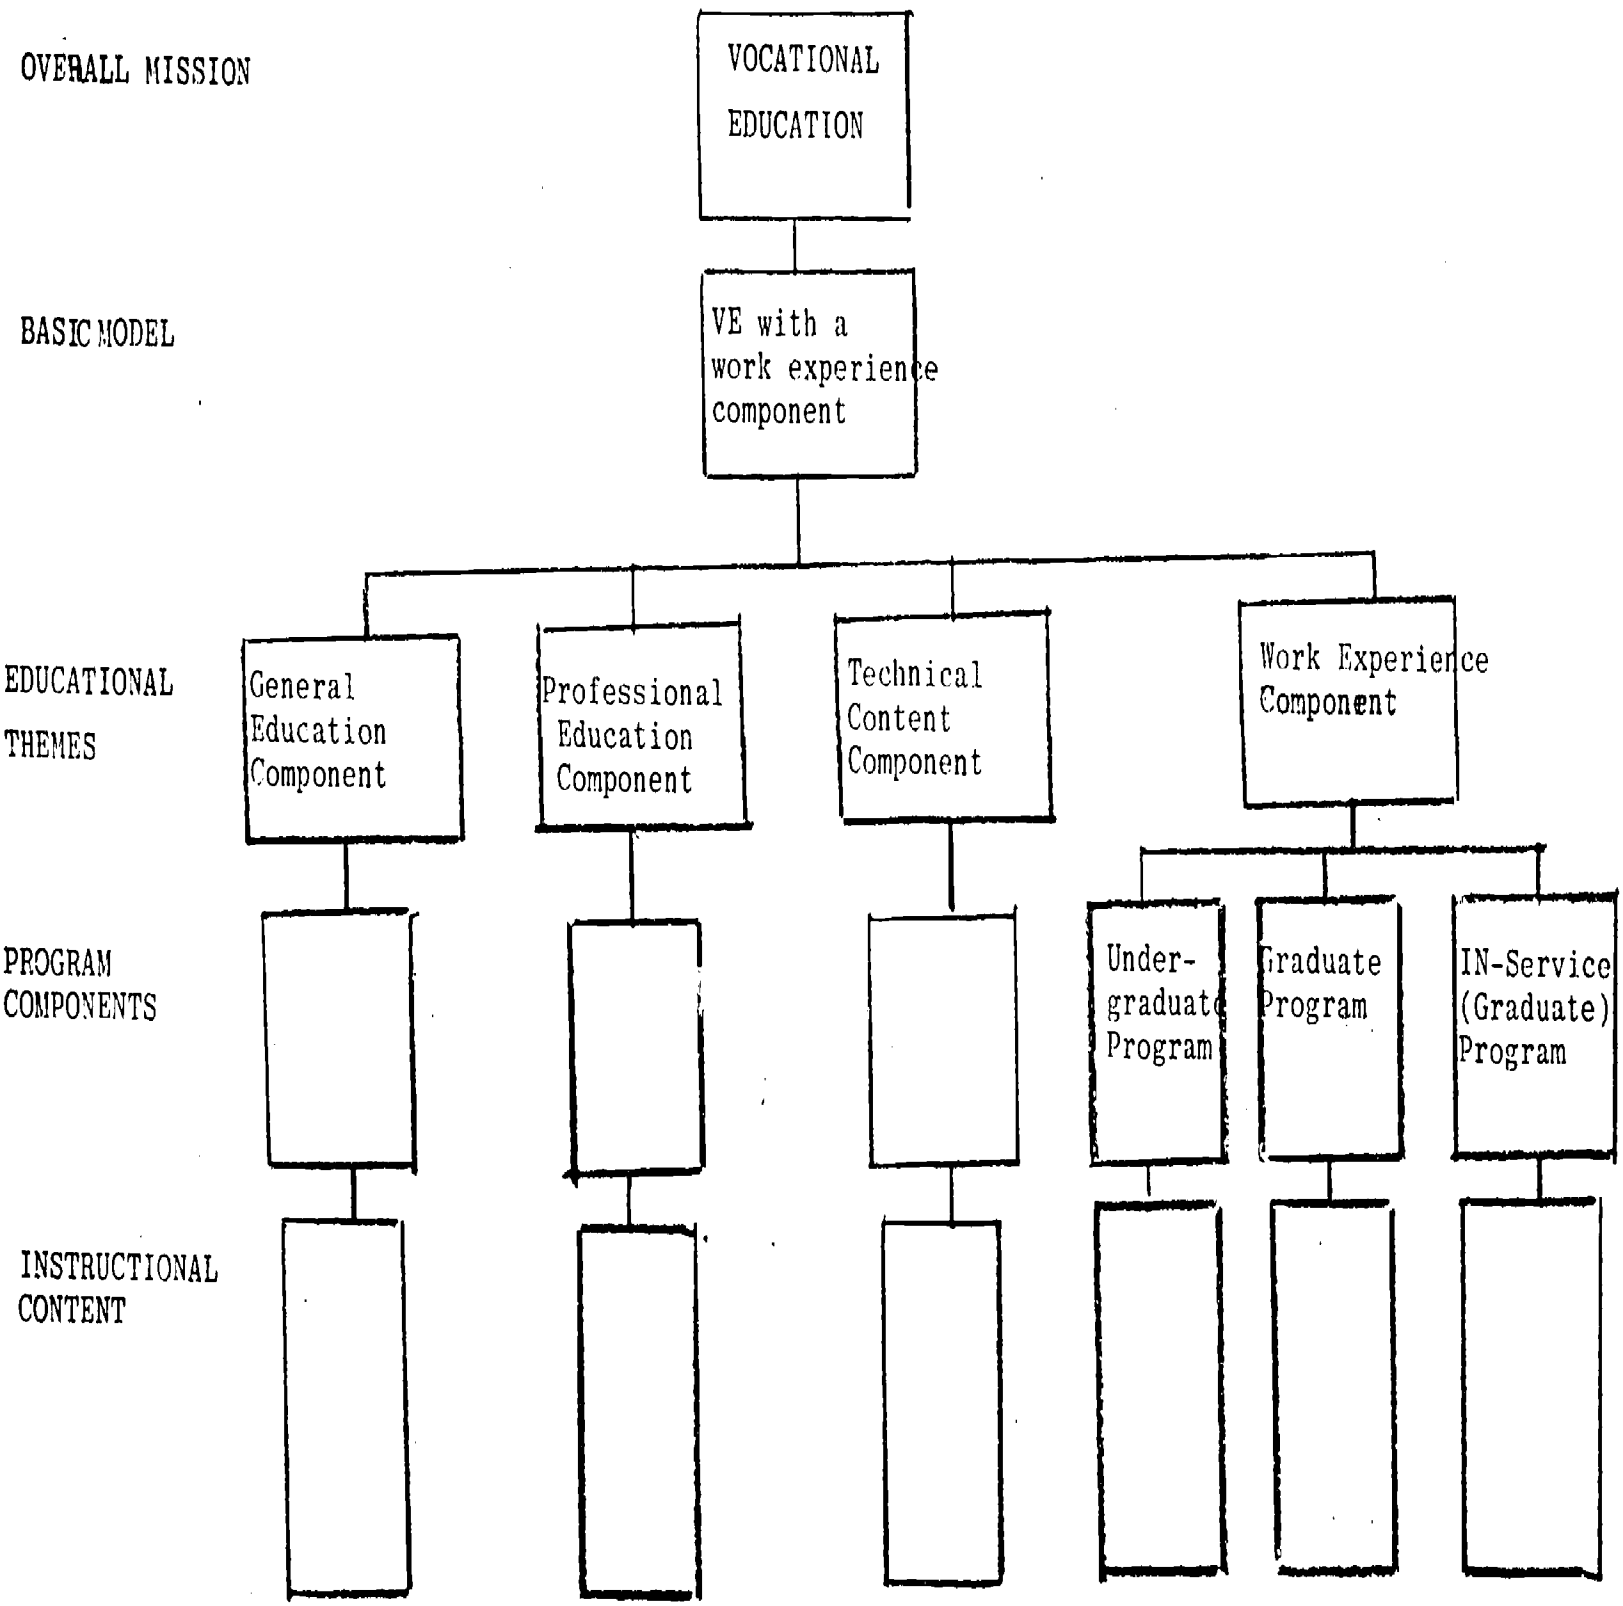 OVERALL MISSION
VOCATIONAL
EDUCATION
BASIC MODEL
VE with a
work experience
component
EDUCATIONAL
THEMES
General
Education
Component
Professional
Education
Component
Technical
Content
Component
Work Experience
Component
PROGRAM
COMPONENTS
Under-
graduate
Program
Graduate
Program
IN-Service
(Graduate)
Program
INSTRUCTIONAL
CONTENT